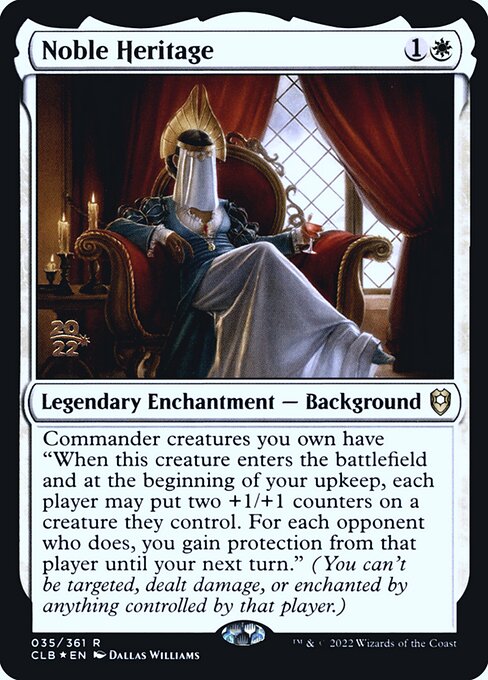 Noble Heritage 1
20
22
Legendary Enchantment — Background
Commander creatures you own have
“When this creature enters the battlefield
and at the beginning of your upkeep, each
player may put two +1/+1 counters on a
creature they control. For each opponent
who does, you gain protection from that
player until your next turn.” (You can’t
be targeted, dealt damage, or enchanted by
anything controlled by that player.)
035/361 R
CLB ★ EN Dallas Williams
™ & © 2022 Wizards of the Coast